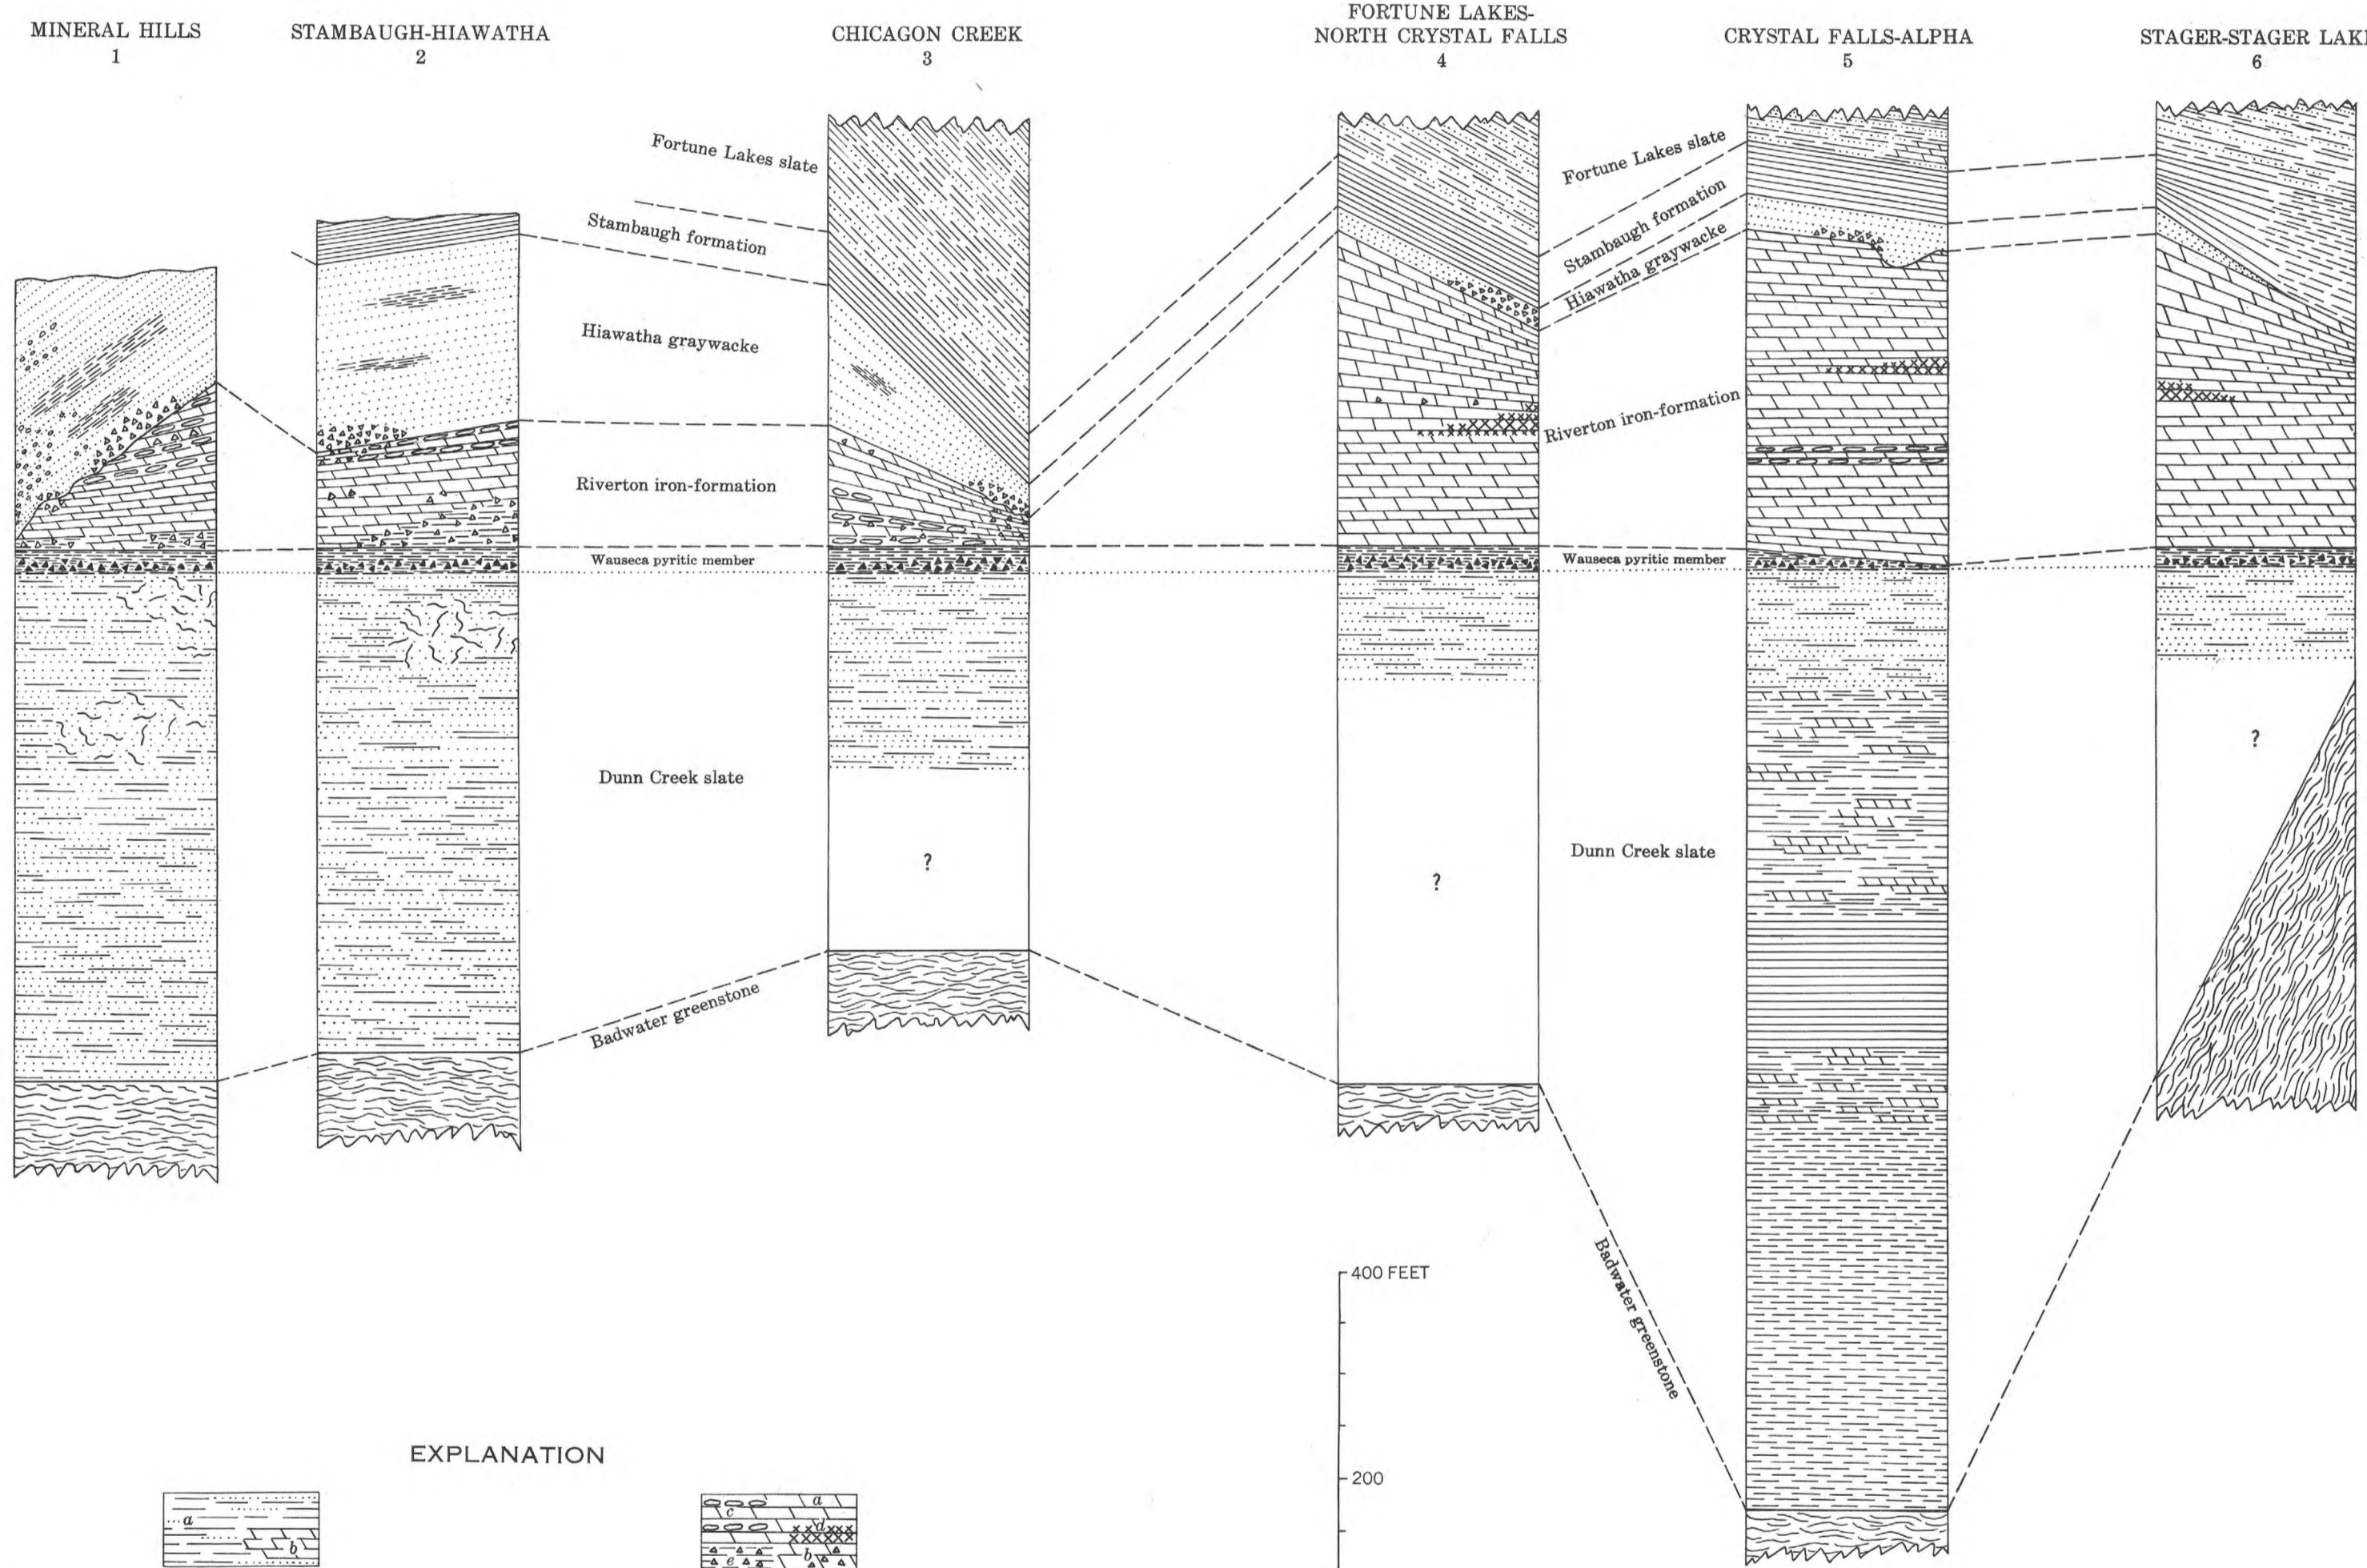 MINERAL HILLS
1
STAMBAUGH-HIAWATHA
2
CHICAGON CREEK
3
FORTUNE LAKES-
NORTH CRYSTAL FALLS
4
CRYSTAL FALLS-ALPHA
5
STAGER-STAGER LAKE
6
Fortune Lakes slate
Stambaugh formation
Hiawatha graywacke
Riverton iron-formation
Wauseca pyritic member
Dunn Creek slate
Badwater greenstone
?
Fortune Lakes slate
Stambaugh formation
Hiawatha graywacke
Riverton iron-formation
Wauseca pyritic member
Dunn Creek slate
?
Badwater greenstone
?
400 FEET
200
EXPLANATION
a
b
a
c
d
b
e